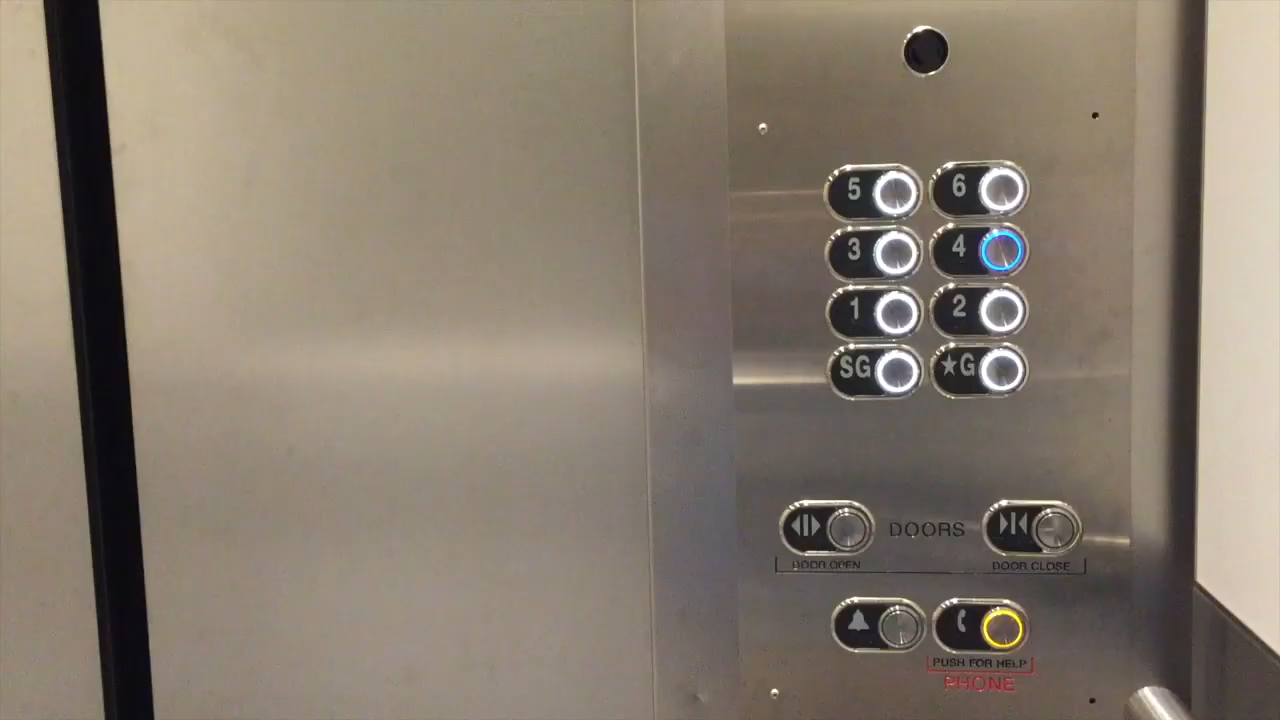 5 6
3 4
1 2
SG ★G
DOORS
DOOR OPEN DOOR CLOSE
PUSH FOR HELP
PHONE